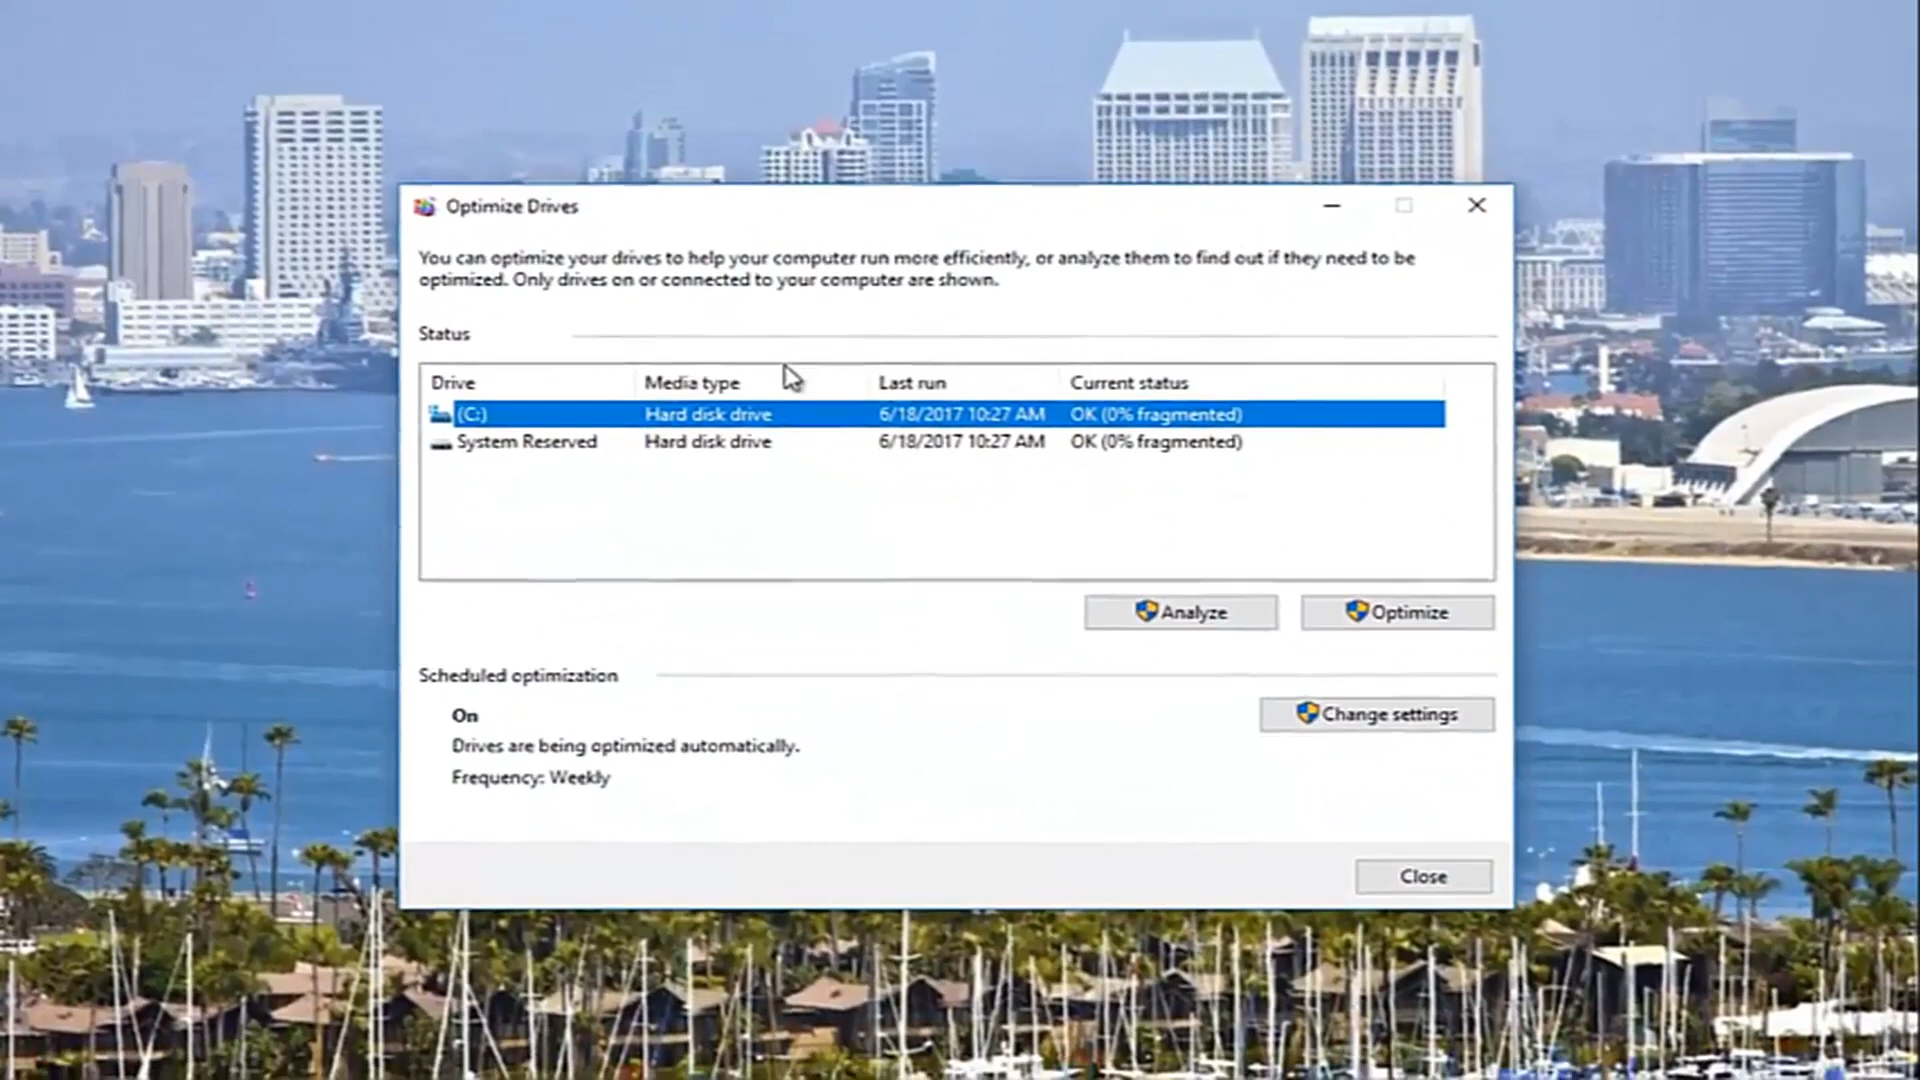 Optimize Drives
You can optimize your drives to help your computer run more efficiently, or analyze them to find out if they need to be
optimized. Only drives on or connected to your computer are shown.
Status
Drive Media type Last run Current status
(C:) Hard disk drive 6/18/2017 10:27 AM OK (0% fragmented)
System Reserved Hard disk drive 6/18/2017 10:27 AM OK (0% fragmented)
Analyze Optimize
Scheduled optimization
On
Change settings
Drives are being optimized automatically.
Frequency: Weekly
Close